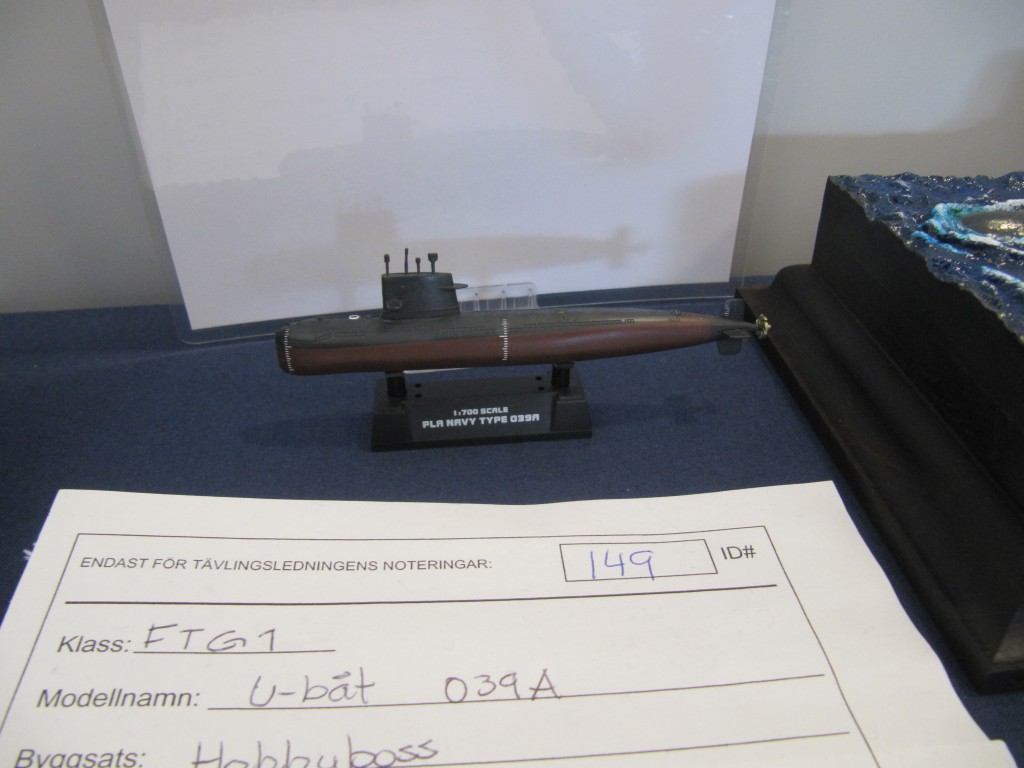 1:700 SCALE
PLA NAVY TYPE 039A
ENDAST FÖR TÄVLINGSLEDNINGENS NOTERINGAR: 149 ID#
Klass: FTG1
Modellnamn: U-båt 039A
Byggsats: Hobbyboss